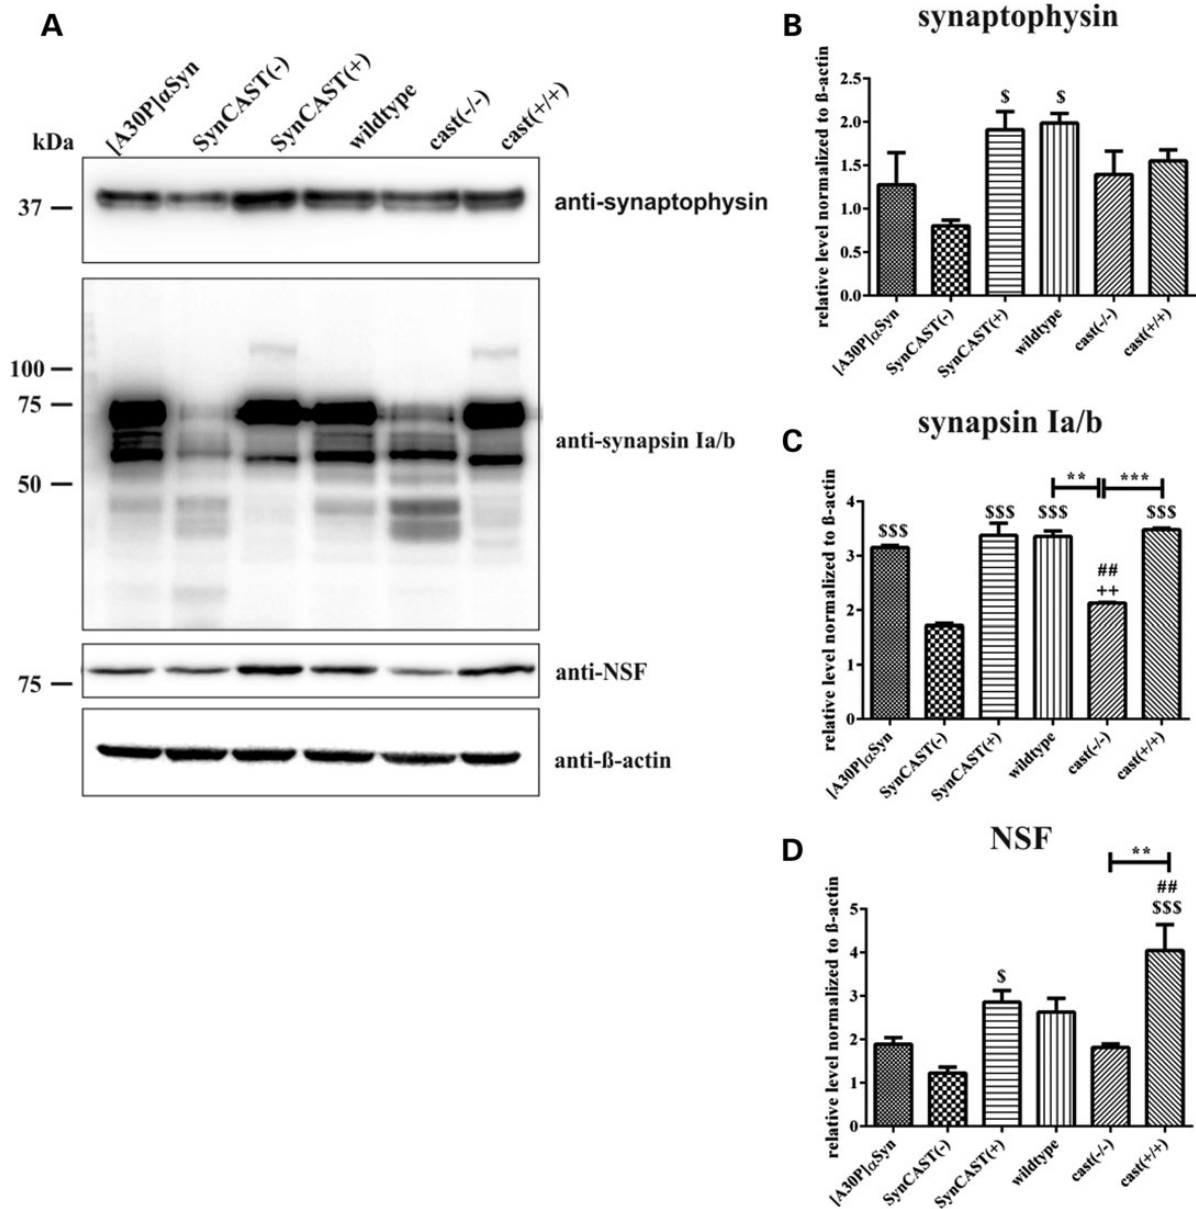 A
[A30P]αSyn
SynCAST(-)
SynCAST(+)
wildtype
cast(-/-)
cast(+/+)
kDa
37
anti-synaptophysin
100
75
50
anti-synapsin Ia/b
75
anti-NSF
anti-ß-actin
B
synaptophysin
relative level normalized to ß-actin
2.5
2.0
1.5
1.0
0.5
0.0
$
$
[A30P]αSyn
SynCAST(-)
SynCAST(+)
wildtype
cast(-/-)
cast(+/+)
C
synapsin Ia/b
relative level normalized to ß-actin
4
3
2
1
0
** ***
$$$
$$$
$$$
##
++
$$$
[A30P]αSyn
SynCAST(-)
SynCAST(+)
wildtype
cast(-/-)
cast(+/+)
D
NSF
relative level normalized to ß-actin
5
4
3
2
1
0
**
$
##
$$$
[A30P]αSyn
SynCAST(-)
SynCAST(+)
wildtype
cast(-/-)
cast(+/+)